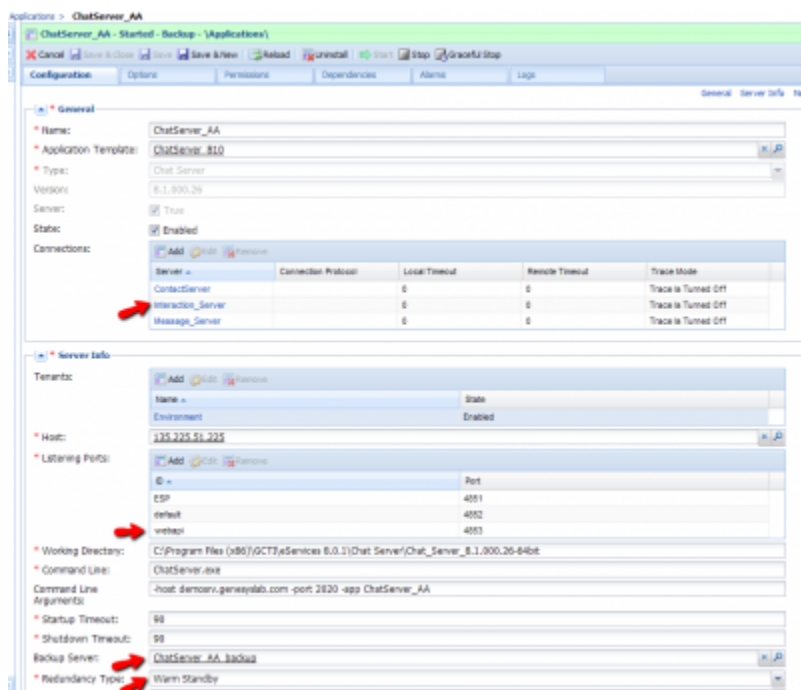 Applications > ChatServer_AA
ChatServer_AA - Started - Backup - \Applications\
Cancel Save & Close Save Save & New Reload Uninstall Start Stop Graceful Stop
Configuration Options Permissions Dependencies Alarms Logs
General Server Info
* General
* Name: ChatServer_AA
* Application Template: ChatServer_810
* Type: Chat Server
Version: 8.1.000.26
Server: True
State: Enabled
Connections: Add Edit Remove
Server Connection Protocol Local Timeout Remote Timeout Trace Mode
ContactServer 0 0 Trace Is Turned Off
Interaction_Server 0 0 Trace Is Turned Off
Message_Server 0 0 Trace Is Turned Off
* Server Info
Tenants: Add Edit Remove
Name State
Environment Enabled
* Host: 135.225.51.225
* Listening Ports: Add Edit Remove
ID Port
ESP 4851
default 4852
webapi 4853
* Working Directory: C:\Program Files (x86)\GCTI\eServices 8.0.1\Chat Server\Chat_Server_8.1.000.26-64bit
* Command Line: ChatServer.exe
Command Line
Arguments: -host demosrv.genesyslab.com -port 2020 -app ChatServer_AA
* Startup Timeout: 90
* Shutdown Timeout: 90
Backup Server: ChatServer_AA_backup
* Redundancy Type: Warm Standby